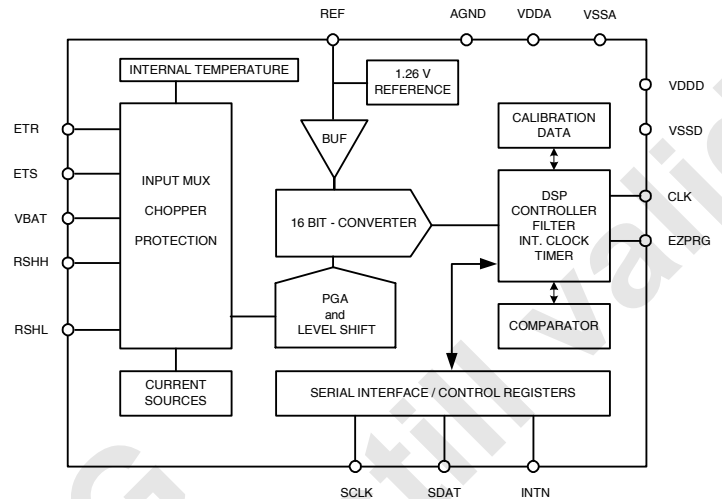 REF
AGND
VDDA
VSSA
INTERNAL TEMPERATURE
1.26 V
REFERENCE
VDDD
CALIBRATION
DATA
VSSD
ETR
BUF
ETS
INPUT MUX
CHOPPER
PROTECTION
16 BIT - CONVERTER
DSP
CONTROLLER
FILTER
INT. CLOCK
TIMER
CLK
VBAT
EZPRG
RSHH
PGA
and
LEVEL SHIFT
COMPARATOR
RSHL
CURRENT
SOURCES
SERIAL INTERFACE / CONTROL REGISTERS
SCLK
SDAT
INTN
G
still valid